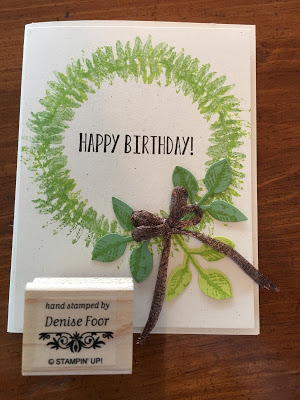 HAPPY BIRTHDAY!
hand stamped by
Denise Foor
© STAMPIN' UP!